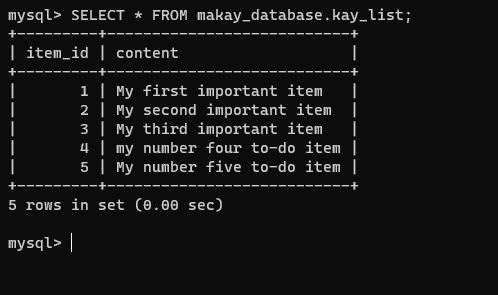 mysql> SELECT * FROM makay_database.kay_list;
+---------+---------------------------+
| item_id | content                   |
+---------+---------------------------+
|       1 | My first important item   |
|       2 | My second important item  |
|       3 | My third important item   |
|       4 | my number four to-do item |
|       5 | My number five to-do item |
+---------+---------------------------+
5 rows in set (0.00 sec)
mysql>